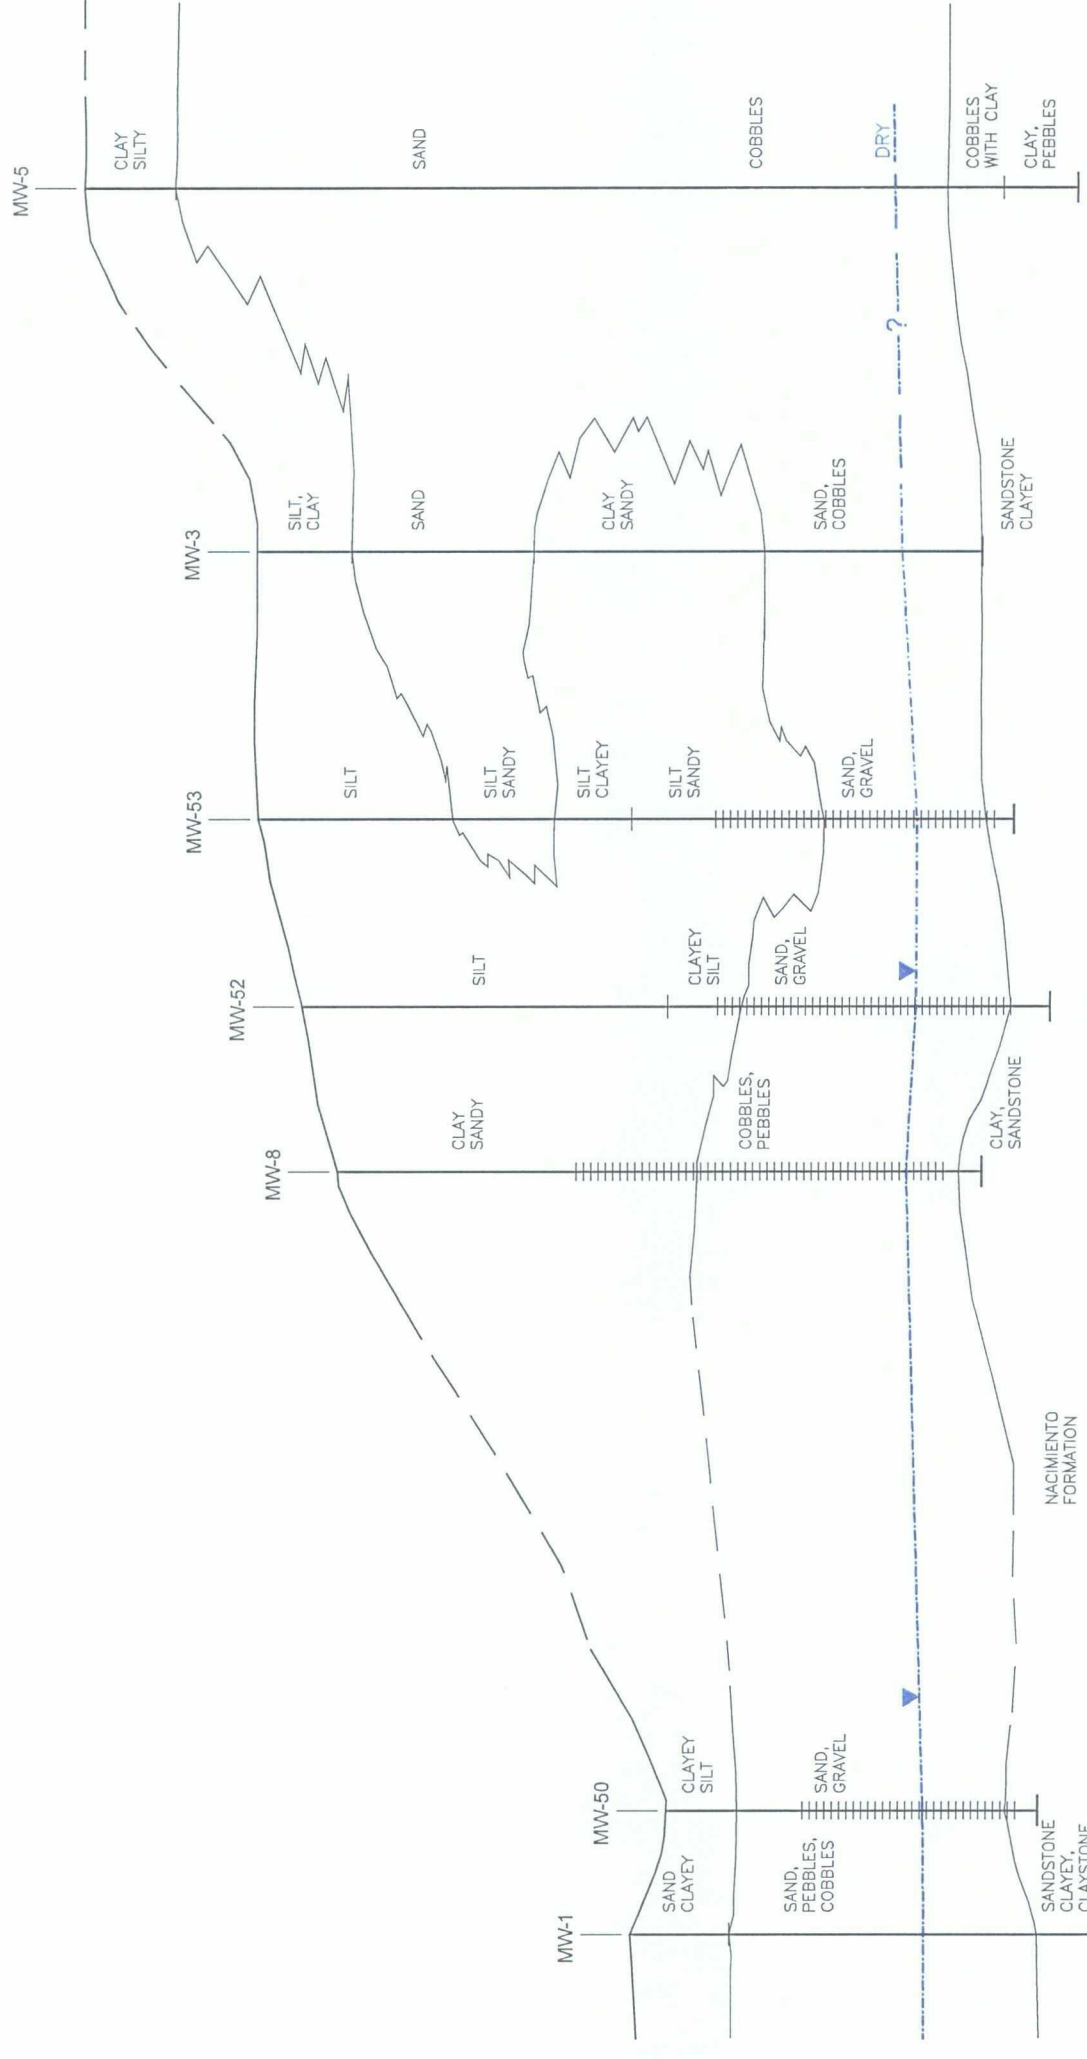 MW-5
CLAY
SILTY
SAND
COBBLES
DRY
COBBLES
WITH CLAY
CLAY,
PEBBLES
?
MW-3
SILT,
CLAY
SAND
CLAY
SANDY
SAND,
COBBLES
SANDSTONE
CLAYEY
MW-53
SILT
SILT
SANDY
SILT
CLAYEY
SILT
SANDY
SAND,
GRAVEL
MW-52
SILT
CLAYEY
SILT
SAND,
GRAVEL
MW-8
CLAY
SANDY
COBBLES,
PEBBLES
CLAY,
SANDSTONE
NACIMIENTO
FORMATION
MW-50
CLAYEY
SILT
SAND,
GRAVEL
MW-1
SAND
CLAYEY
SAND,
PEBBLES,
COBBLES
SANDSTONE
CLAYEY,
CLAYSTONE